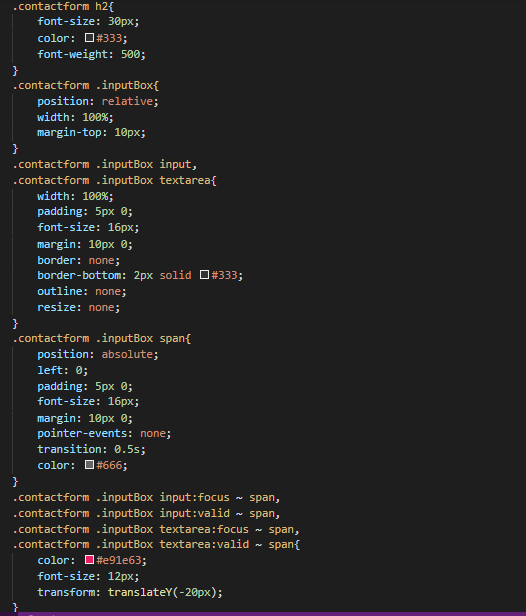 .contactform h2{
font-size: 30px;
color: #333;
font-weight: 500;
}
.contactform .inputBox{
position: relative;
width: 100%;
margin-top: 10px;
}
.contactform .inputBox input,
.contactform .inputBox textarea{
width: 100%;
padding: 5px 0;
font-size: 16px;
margin: 10px 0;
border: none;
border-bottom: 2px solid #333;
outline: none;
resize: none;
}
.contactform .inputBox span{
position: absolute;
left: 0;
padding: 5px 0;
font-size: 16px;
margin: 10px 0;
pointer-events: none;
transition: 0.5s;
color: #666;
}
.contactform .inputBox input:focus ~ span,
.contactform .inputBox input:valid ~ span,
.contactform .inputBox textarea:focus ~ span,
.contactform .inputBox textarea:valid ~ span{
color: #e91e63;
font-size: 12px;
transform: translateY(-20px);
}